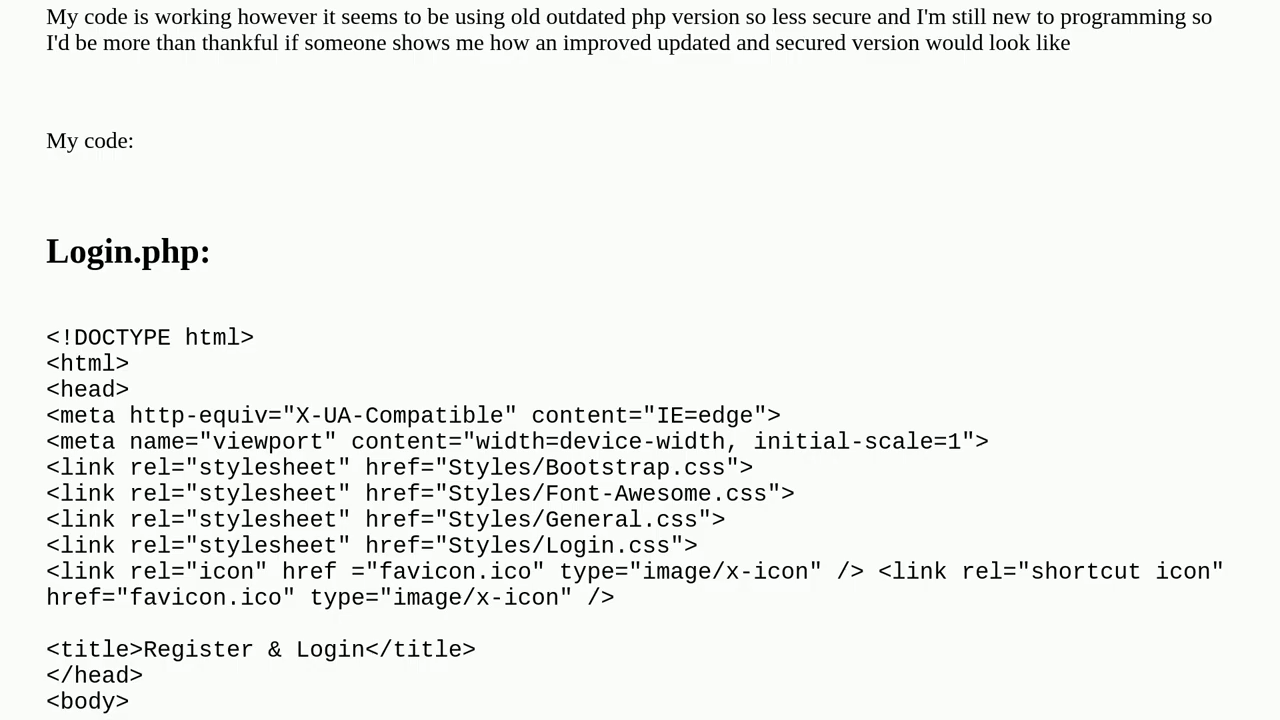 My code is working however it seems to be using old outdated php version so less secure and I'm still new to programming so
I'd be more than thankful if someone shows me how an improved updated and secured version would look like
My code:
Login.php:
<!DOCTYPE html>
<html>
<head>
<meta http-equiv="X-UA-Compatible" content="IE=edge">
<meta name="viewport" content="width=device-width, initial-scale=1">
<link rel="stylesheet" href="Styles/Bootstrap.css">
<link rel="stylesheet" href="Styles/Font-Awesome.css">
<link rel="stylesheet" href="Styles/General.css">
<link rel="stylesheet" href="Styles/Login.css">
<link rel="icon" href ="favicon.ico" type="image/x-icon" /> <link rel="shortcut icon"
href="favicon.ico" type="image/x-icon" />
<title>Register & Login</title>
</head>
<body>